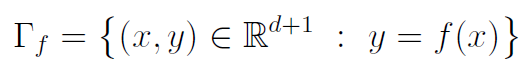 Γ_f = {(x, y) ∈ ℝ^{d+1} : y = f(x)}